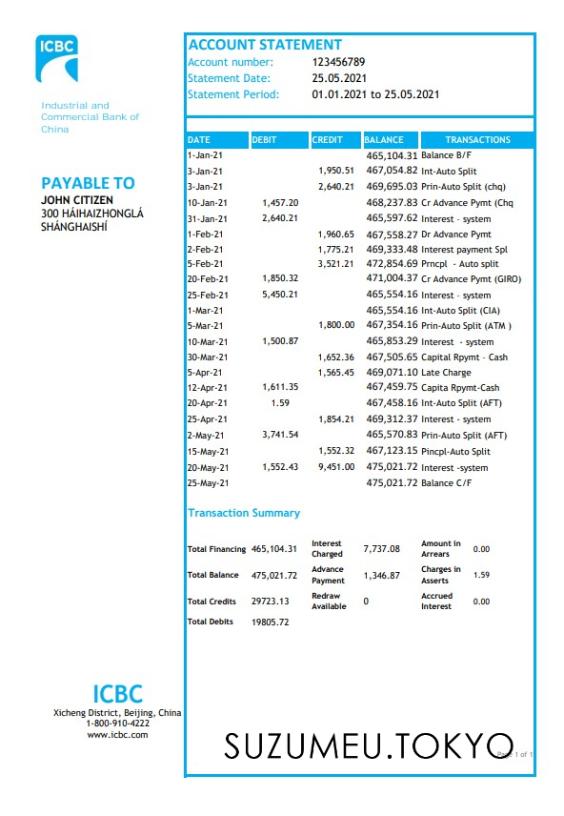 ICBC
Industrial and
Commercial Bank of
China
PAYABLE TO
JOHN CITIZEN
300 HÁIHAIZHONGLÁ
SHÁNGHAISHÍ
ACCOUNT STATEMENT
Account number: 123456789
Statement Date: 25.05.2021
Statement Period: 01.01.2021 to 25.05.2021
DATE DEBIT CREDIT BALANCE TRANSACTIONS
1-Jan-21 465,104.31 Balance B/F
3-Jan-21 1,950.51 467,054.82 Int-Auto Split
3-Jan-21 2,640.21 469,695.03 Prin-Auto Split (chq)
10-Jan-21 1,457.20 468,237.83 Cr Advance Pymt (Chq
31-Jan-21 2,640.21 465,597.62 Interest - system
1-Feb-21 1,960.65 467,558.27 Dr Advance Pymt
2-Feb-21 1,775.21 469,333.48 Interest payment Spl
5-Feb-21 3,521.21 472,854.69 Prncpl - Auto split
20-Feb-21 1,850.32 471,004.37 Cr Advance Pymt (GIRO)
25-Feb-21 5,450.21 465,554.16 Interest - system
1-Mar-21 465,554.16 Int-Auto Split (CIA)
5-Mar-21 1,800.00 467,354.16 Prin-Auto Split (ATM )
10-Mar-21 1,500.87 465,853.29 Interest - system
30-Mar-21 1,652.36 467,505.65 Capital Rpymt - Cash
5-Apr-21 1,565.45 469,071.10 Late Charge
12-Apr-21 1,611.35 467,459.75 Capita Rpymt-Cash
20-Apr-21 1.59 467,458.16 Int-Auto Split (AFT)
25-Apr-21 1,854.21 469,312.37 Interest - system
2-May-21 3,741.54 465,570.83 Prin-Auto Split (AFT)
15-May-21 1,552.32 467,123.15 Pincpl-Auto Split
20-May-21 1,552.43 9,451.00 475,021.72 Interest -system
25-May-21 475,021.72 Balance C/F
Transaction Summary
Total Financing 465,104.31 Interest Charged 7,737.08 Amount in Arrears 0.00
Total Balance 475,021.72 Advance Payment 1,346.87 Charges in Asserts 1.59
Total Credits 29723.13 Redraw Available 0 Accrued Interest 0.00
Total Debits 19805.72
ICBC
Xicheng District, Beijing, China
1-800-910-4222
www.icbc.com
SUZUMEU.TOKYO
Page 1 of 1